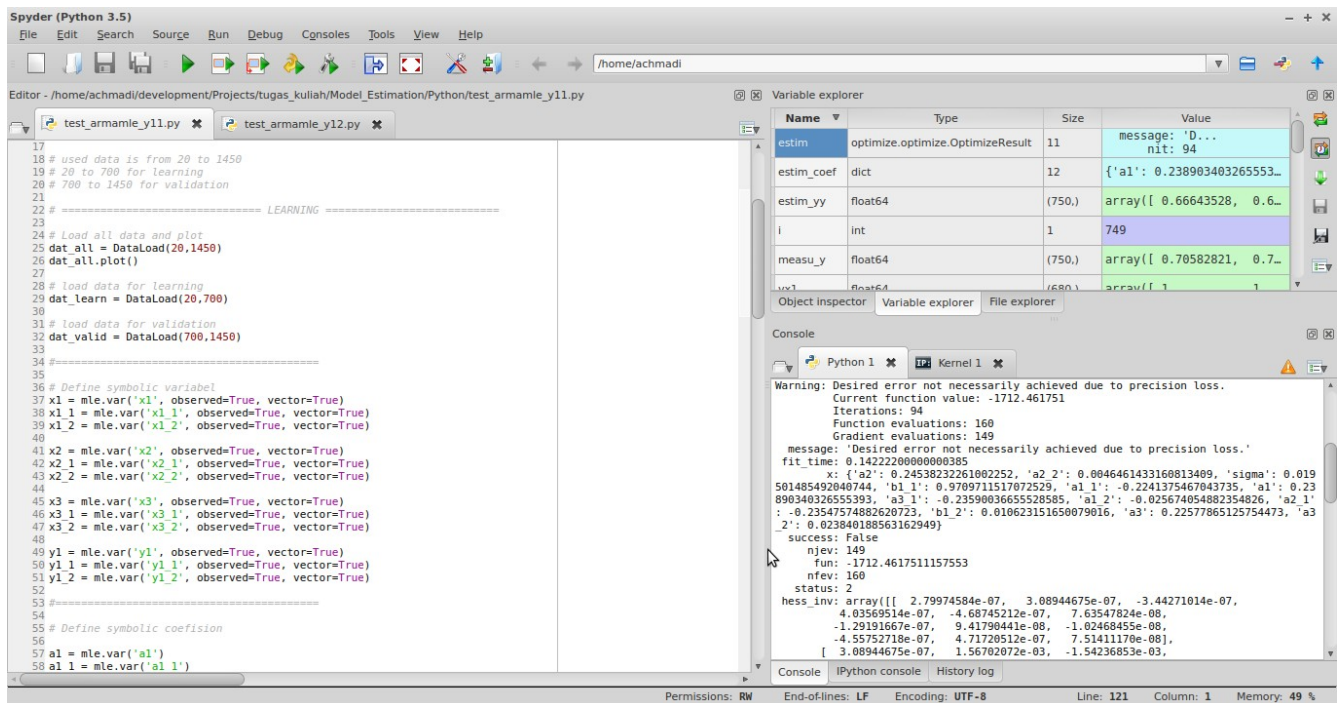 Spyder (Python 3.5)
File Edit Search Source Run Debug Consoles Tools View Help
/home/achmadi
Editor - /home/achmadi/development/Projects/tugas_kuliah/Model_Estimation/Python/test_armamle_y11.py
test_armamle_y11.py
test_armamle_y12.py
17
18 # used data is from 20 to 1450
19 # 20 to 700 for learning
20 # 700 to 1450 for validation
21
22 # =============================== LEARNING ===========================
23
24 # Load all data and plot
25 dat_all = DataLoad(20,1450)
26 dat_all.plot()
27
28 # load data for learning
29 dat_learn = DataLoad(20,700)
30
31 # load data for validation
32 dat_valid = DataLoad(700,1450)
33
34 #=========================================
35
36 # Define symbolic variabel
37 x1 = mle.var('x1', observed=True, vector=True)
38 x1_1 = mle.var('x1_1', observed=True, vector=True)
39 x1_2 = mle.var('x1_2', observed=True, vector=True)
40
41 x2 = mle.var('x2', observed=True, vector=True)
42 x2_1 = mle.var('x2_1', observed=True, vector=True)
43 x2_2 = mle.var('x2_2', observed=True, vector=True)
44
45 x3 = mle.var('x3', observed=True, vector=True)
46 x3_1 = mle.var('x3_1', observed=True, vector=True)
47 x3_2 = mle.var('x3_2', observed=True, vector=True)
48
49 y1 = mle.var('y1', observed=True, vector=True)
50 y1_1 = mle.var('y1_1', observed=True, vector=True)
51 y1_2 = mle.var('y1_2', observed=True, vector=True)
52
53 #=========================================
54
55 # Define symbolic coefision
56
57 a1 = mle.var('a1')
58 a1_1 = mle.var('a1_1')
Variable explorer
Name Type Size Value
estim optimize.optimize.OptimizeResult 11 message: 'D...
nit: 94
estim_coef dict 12 {'a1': 0.238903403265553…
estim_yy float64 (750,) array([ 0.66643528, 0.6…
i int 1 749
measu_y float64 (750,) array([ 0.70582821, 0.7…
float64 (680,) array([ 1. 1.
Object inspector Variable explorer File explorer
Console
Python 1
IP: Kernel 1
Warning: Desired error not necessarily achieved due to precision loss.
Current function value: -1712.461751
Iterations: 94
Function evaluations: 160
Gradient evaluations: 149
message: 'Desired error not necessarily achieved due to precision loss.'
fit_time: 0.14222200000000385
x: {'a2': 0.24538232261002252, 'a2_2': 0.0046461433160813409, 'sigma': 0.019
501485492040744, 'b1_1': 0.9709711517072529, 'a1_1': -0.2241375467043735, 'a1': 0.23
890340326555393, 'a3_1': -0.23590036655528585, 'a1_2': -0.025674054882354826, 'a2_1'
: -0.23547574882620723, 'b1_2': 0.010623151650079016, 'a3': 0.22577865125754473, 'a3
_2': 0.023840188563162949}
success: False
njev: 149
fun: -1712.4617511157553
nfev: 160
status: 2
hess_inv: array([[ 2.79974584e-07, 3.08944675e-07, -3.44271014e-07,
4.03569514e-07, -4.68745212e-07, 7.63547824e-08,
-1.29191667e-07, 9.41790441e-08, -1.02468455e-08,
-4.55752718e-07, 4.71720512e-07, 7.51411170e-08],
[ 3.08944675e-07, 1.56702072e-03, -1.54236853e-03,
Console IPython console History log
Permissions: RW End-of-lines: LF Encoding: UTF-8 Line: 121 Column: 1 Memory: 49 %